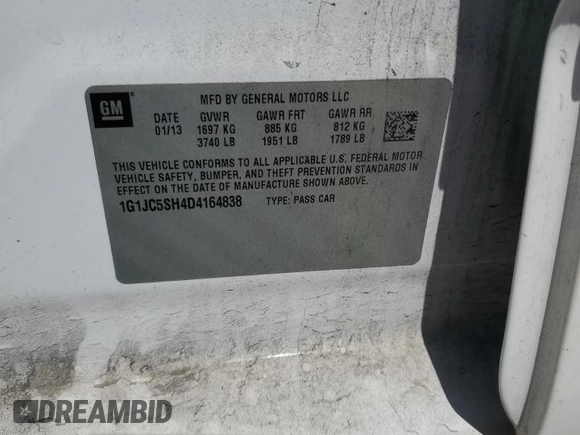 GM
MFD BY GENERAL MOTORS LLC
DATE GVWR GAWR FRT GAWR RR
01/13 1697 KG 885 KG 812 KG
3740 LB 1951 LB 1789 LB
THIS VEHICLE CONFORMS TO ALL APPLICABLE U.S. FEDERAL MOTOR
VEHICLE SAFETY, BUMPER, AND THEFT PREVENTION STANDARDS IN
EFFECT ON THE DATE OF MANUFACTURE SHOWN ABOVE.
1G1JC5SH4D4164838 TYPE: PASS CAR
DREAMBID